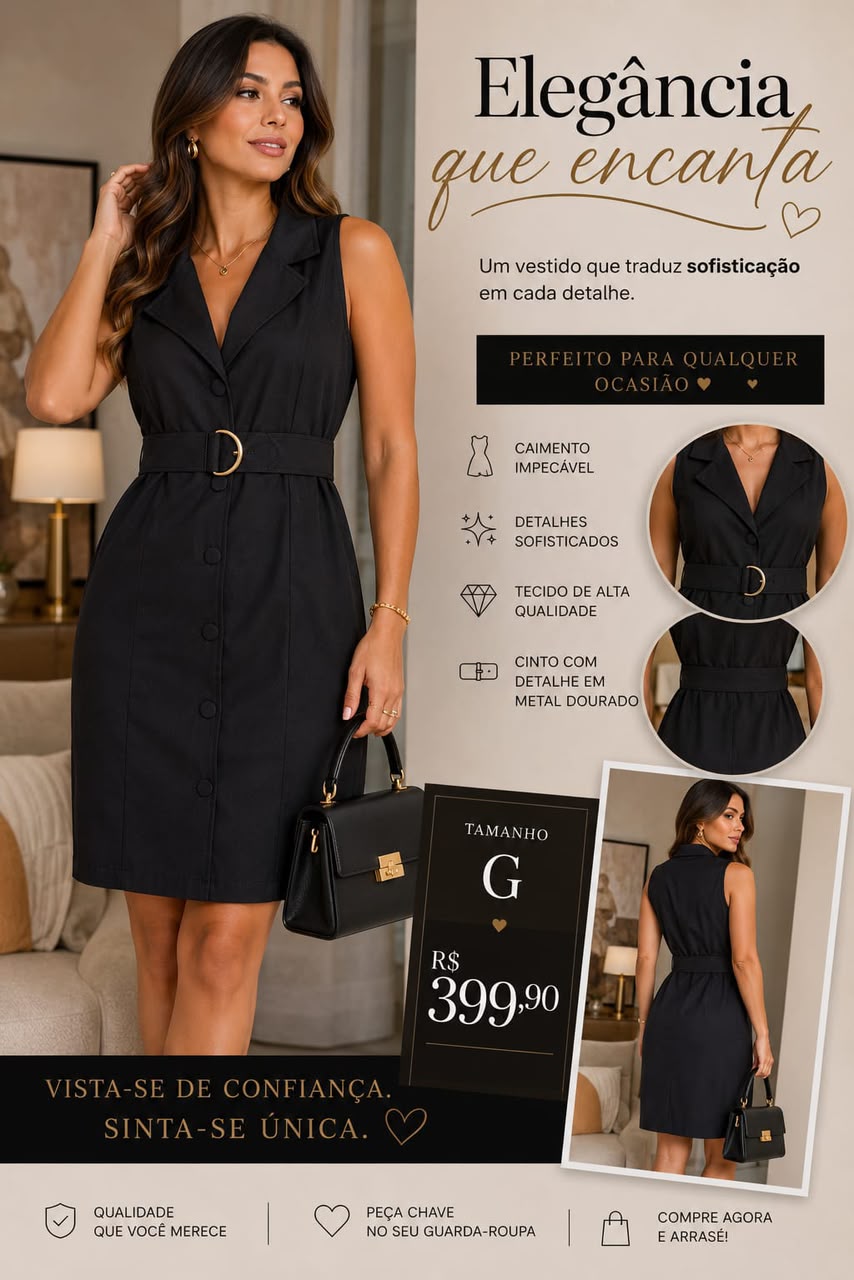 Elegância
que encanta
Um vestido que traduz sofisticação
em cada detalhe.
PERFEITO PARA QUALQUER
OCASIÃO
CAIMENTO
IMPECÁVEL
DETALHES
SOFISTICADOS
TECIDO DE ALTA
QUALIDADE
CINTO COM
DETALHE EM
METAL DOURADO
TAMANHO
G
R$
399,90
VISTA-SE DE CONFIANÇA.
SINTA-SE ÚNICA.
QUALIDADE
QUE VOCÊ MERECE
PEÇA CHAVE
NO SEU GUARDA-ROUPA
COMPRE AGORA
E ARRASÉ!